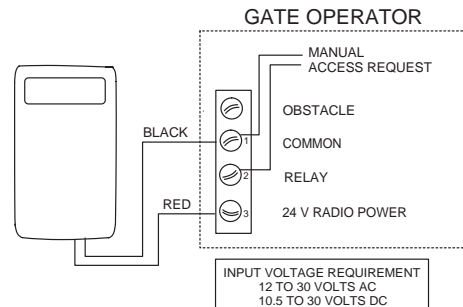 GATE OPERATOR
MANUAL
ACCESS REQUEST
OBSTACLE
BLACK
1
COMMON
2
RELAY
RED
3
24 V RADIO POWER
INPUT VOLTAGE REQUIREMENT
12 TO 30 VOLTS AC
10.5 TO 30 VOLTS DC